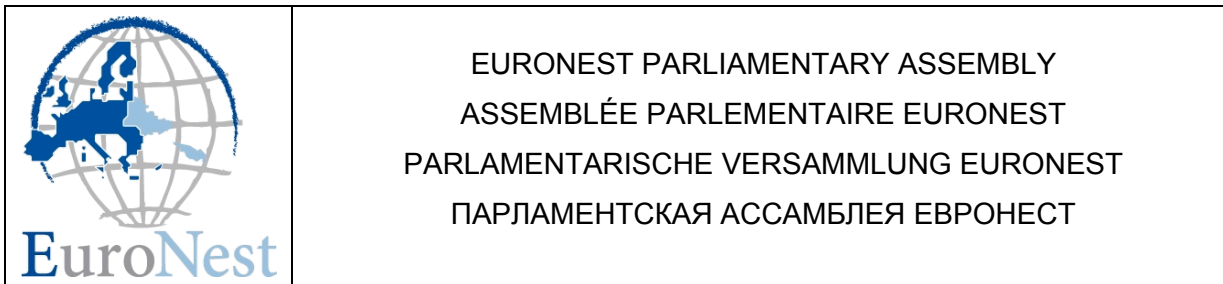 EuroNest
EURONEST PARLIAMENTARY ASSEMBLY
ASSEMBLÉE PARLEMENTAIRE EURONEST
PARLAMENTARISCHE VERSAMMLUNG EURONEST
ПАРЛАМЕНТСКАЯ АССАМБЛЕЯ ЕВРОНЕСТ